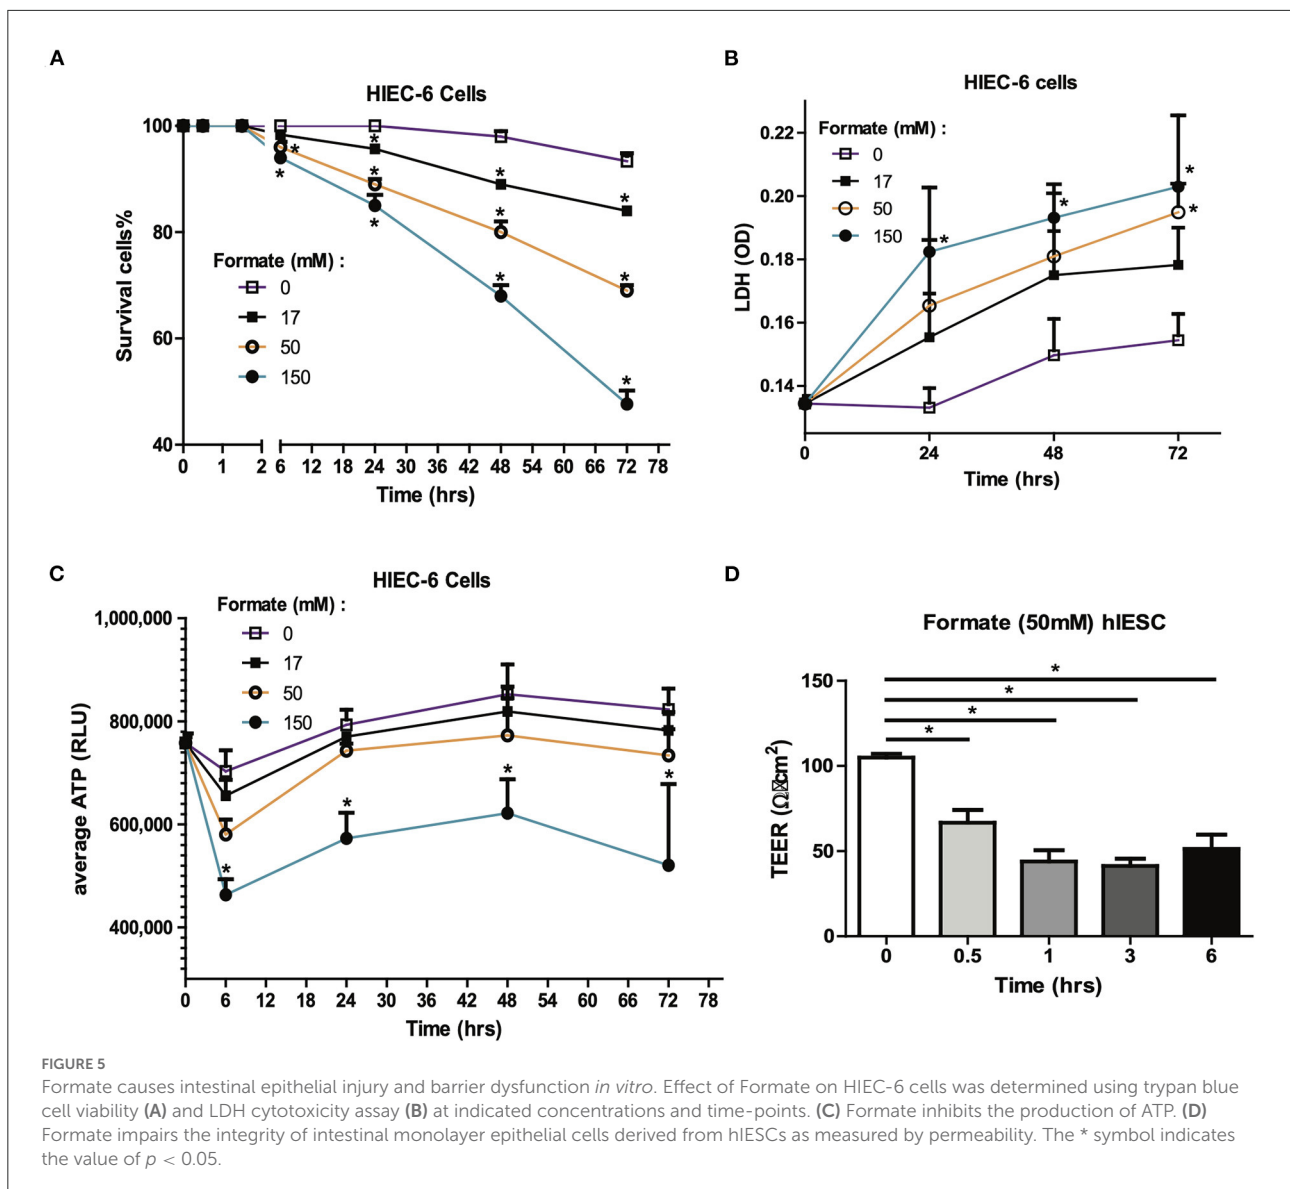 A
HIEC-6 Cells
Survival cells%
100
80
60
40
Formate (mM) :
0
17
50
150
* * * * * * * * * * *
0 1 2 6 12 18 24 30 36 42 48 54 60 66 72 78
Time (hrs)
B
HIEC-6 cells
LDH (OD)
0.22
0.20
0.18
0.16
0.14
Formate (mM) :
0
17
50
150
* * * *
0 24 48 72
Time (hrs)
C
HIEC-6 Cells
average ATP (RLU)
1,000,000
800,000
600,000
400,000
Formate (mM) :
0
17
50
150
* * * *
0 6 12 18 24 30 36 42 48 54 60 66 72 78
Time (hrs)
D
Formate (50mM) hIESC
TEER (Ω☒cm²)
150
100
50
0
*
*
*
*
0 0.5 1 3 6
Time (hrs)
FIGURE 5
Formate causes intestinal epithelial injury and barrier dysfunction in vitro. Effect of Formate on HIEC-6 cells was determined using trypan blue
cell viability (A) and LDH cytotoxicity assay (B) at indicated concentrations and time-points. (C) Formate inhibits the production of ATP. (D)
Formate impairs the integrity of intestinal monolayer epithelial cells derived from hIESCs as measured by permeability. The * symbol indicates
the value of p < 0.05.